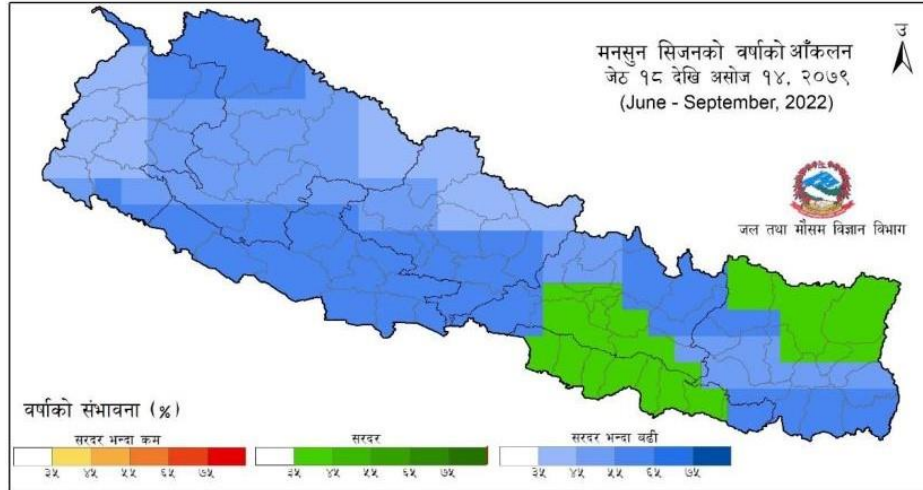 मनसुन सिजनको वर्षाको आँकलन
जेठ १८ देखि असोज १४, २०७९
(June - September, 2022)
उ
जल तथा मौसम विज्ञान विभाग
वर्षाको संभावना (%)
सरदर भन्दा कम
३५ ४५ ५५ ६५ ७५
सरदर
३५ ४५ ५५ ६५ ७५
सरदर भन्दा बढी
३५ ४५ ५५ ६५ ७५